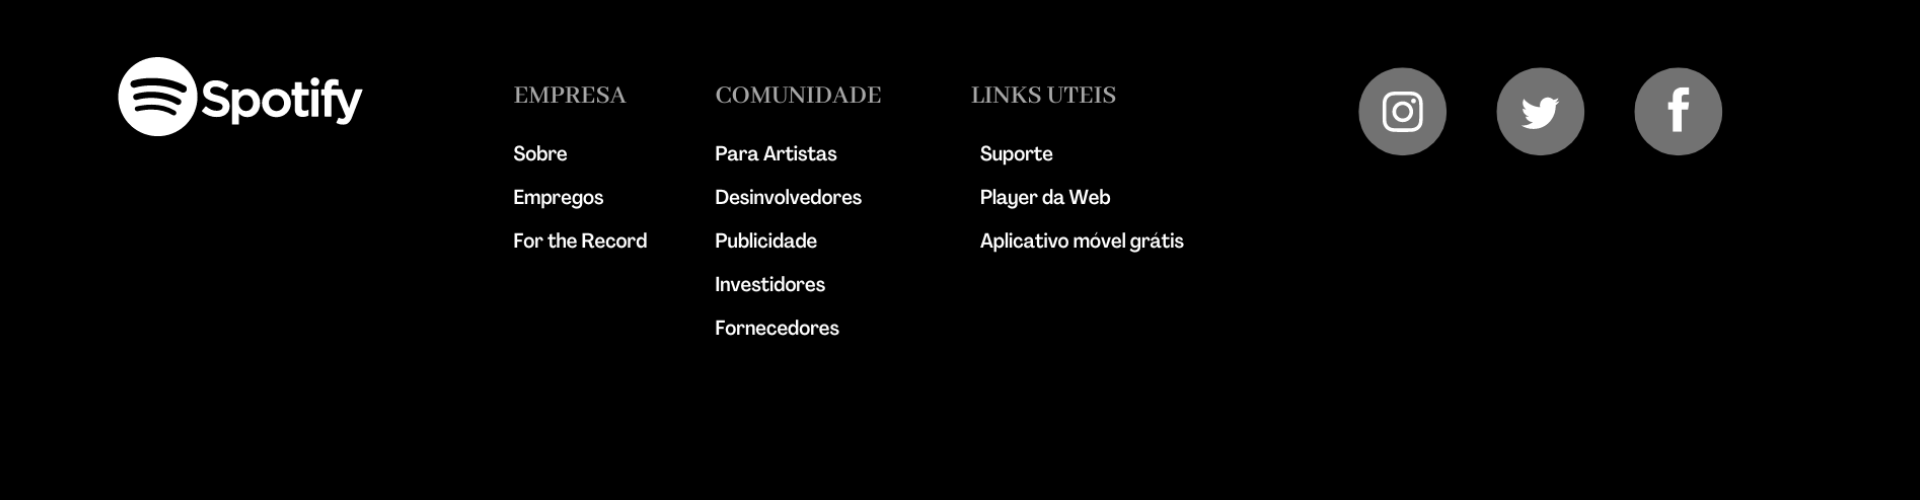 Spotify
EMPRESA
Sobre
Empregos
For the Record
COMUNIDADE
Para Artistas
Desinvolvedores
Publicidade
Investidores
Fornecedores
LINKS UTEIS
Suporte
Player da Web
Aplicativo móvel grátis